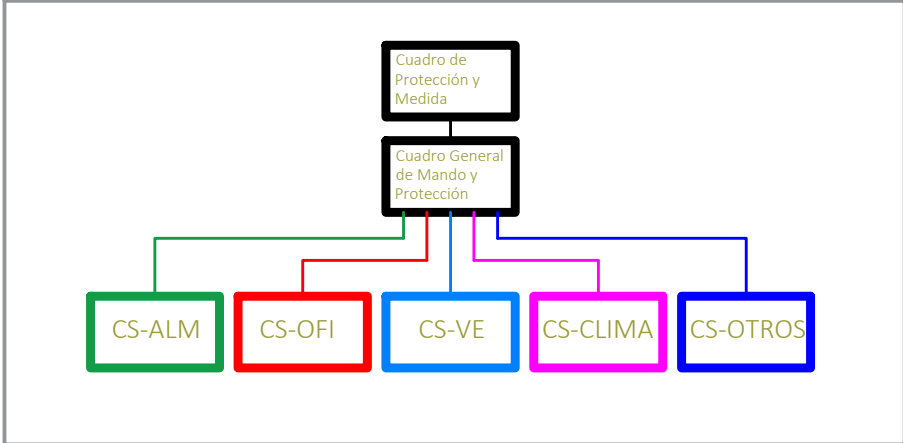 Cuadro de
Protección y
Medida
Cuadro General
de Mando y
Protección
CS-ALM
CS-OFI
CS-VE
CS-CLIMA
CS-OTROS